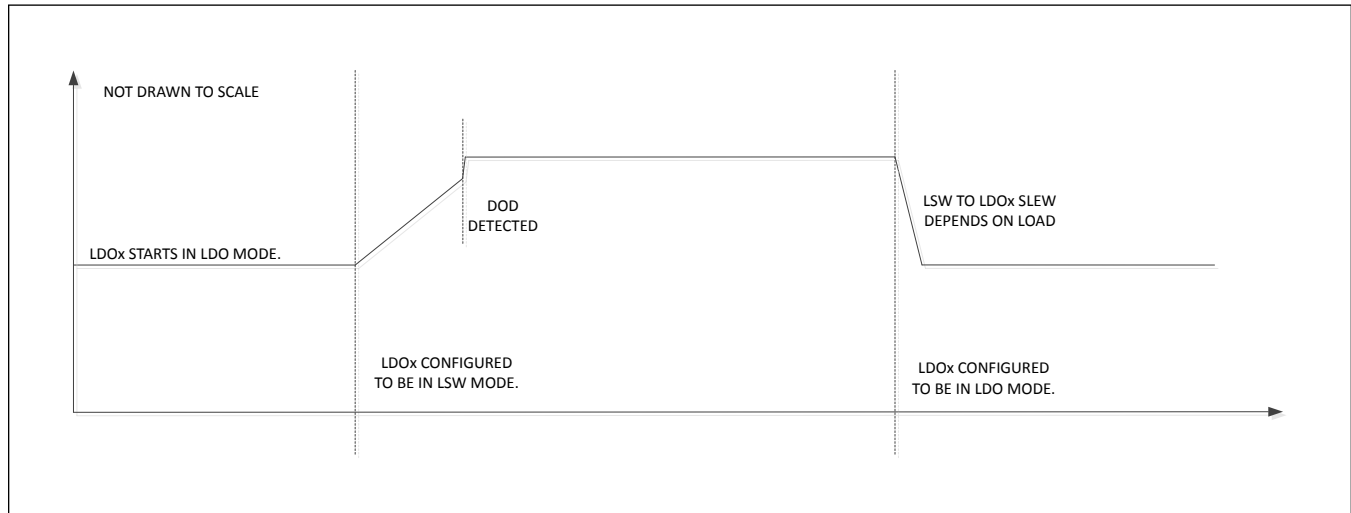 NOT DRAWN TO SCALE
DOD
DETECTED
LSW TO LDOx SLEW
DEPENDS ON LOAD
LDOx STARTS IN LDO MODE.
LDOx CONFIGURED
TO BE IN LSW MODE.
LDOx CONFIGURED
TO BE IN LDO MODE.